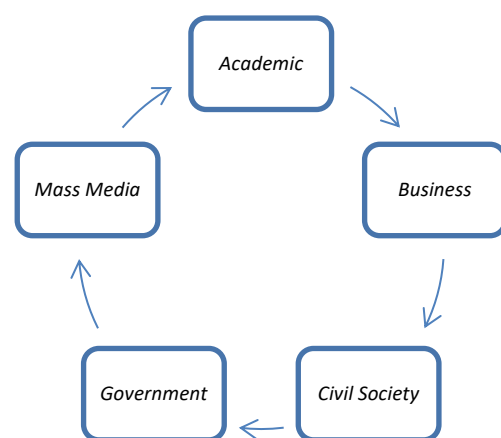 Academic
Business
Civil Society
Government
Mass Media